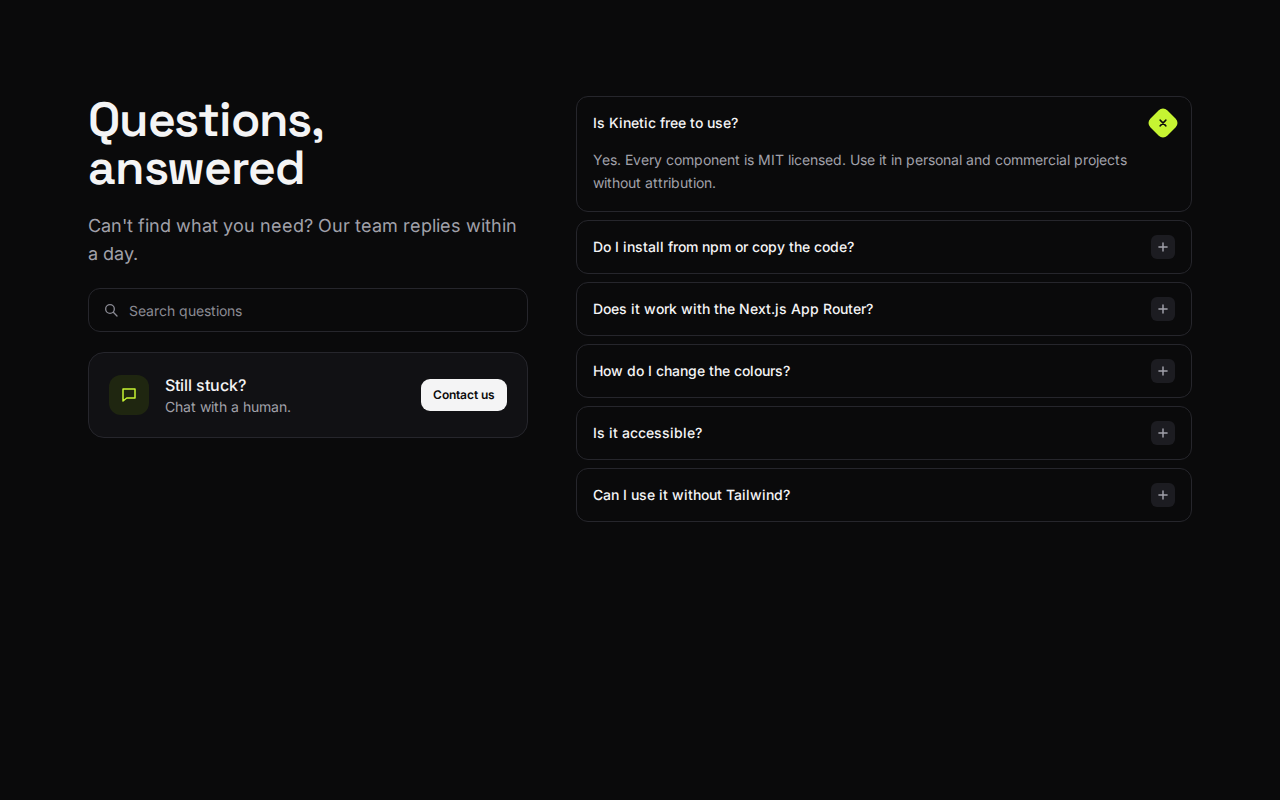 Questions,
answered
Can't find what you need? Our team replies within
a day.
Search questions
Still stuck?
Chat with a human.
Contact us
Is Kinetic free to use?
Yes. Every component is MIT licensed. Use it in personal and commercial projects
without attribution.
Do I install from npm or copy the code?
Does it work with the Next.js App Router?
How do I change the colours?
Is it accessible?
Can I use it without Tailwind?